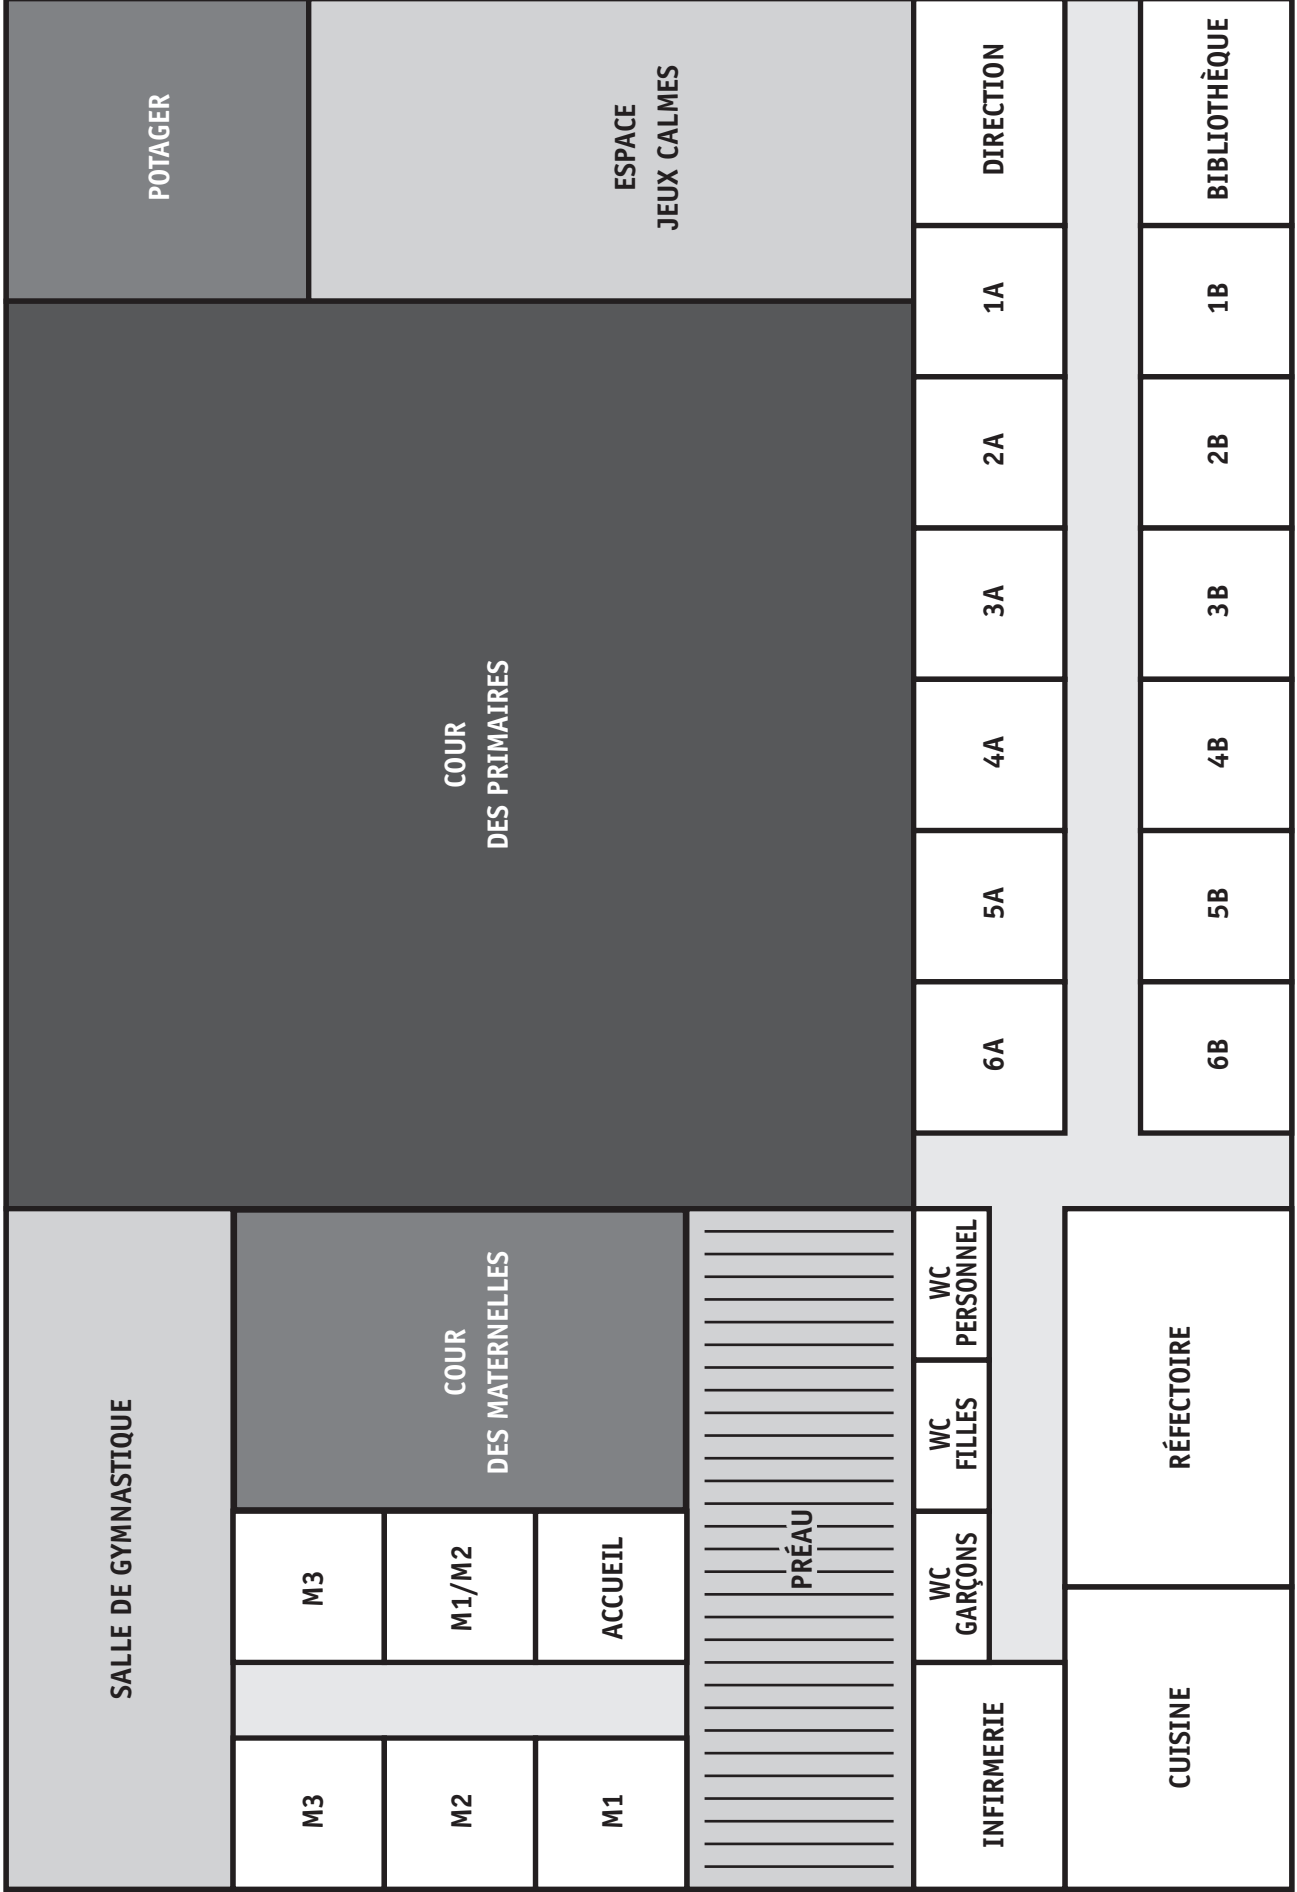 SALLE DE GYMNASTIQUE
POTAGER
M3
M3
COUR
DES MATERNELLES
COUR
DES PRIMAIRES
M2
M1/M2
M1
ACCUEIL
ESPACE
JEUX CALMES
PRÉAU
INFIRMERIE
WC
GARÇONS
WC
FILLES
WC
PERSONNEL
6A
5A
4A
3A
2A
1A
DIRECTION
CUISINE
RÉFECTOIRE
6B
5B
4B
3B
2B
1B
BIBLIOTHÈQUE